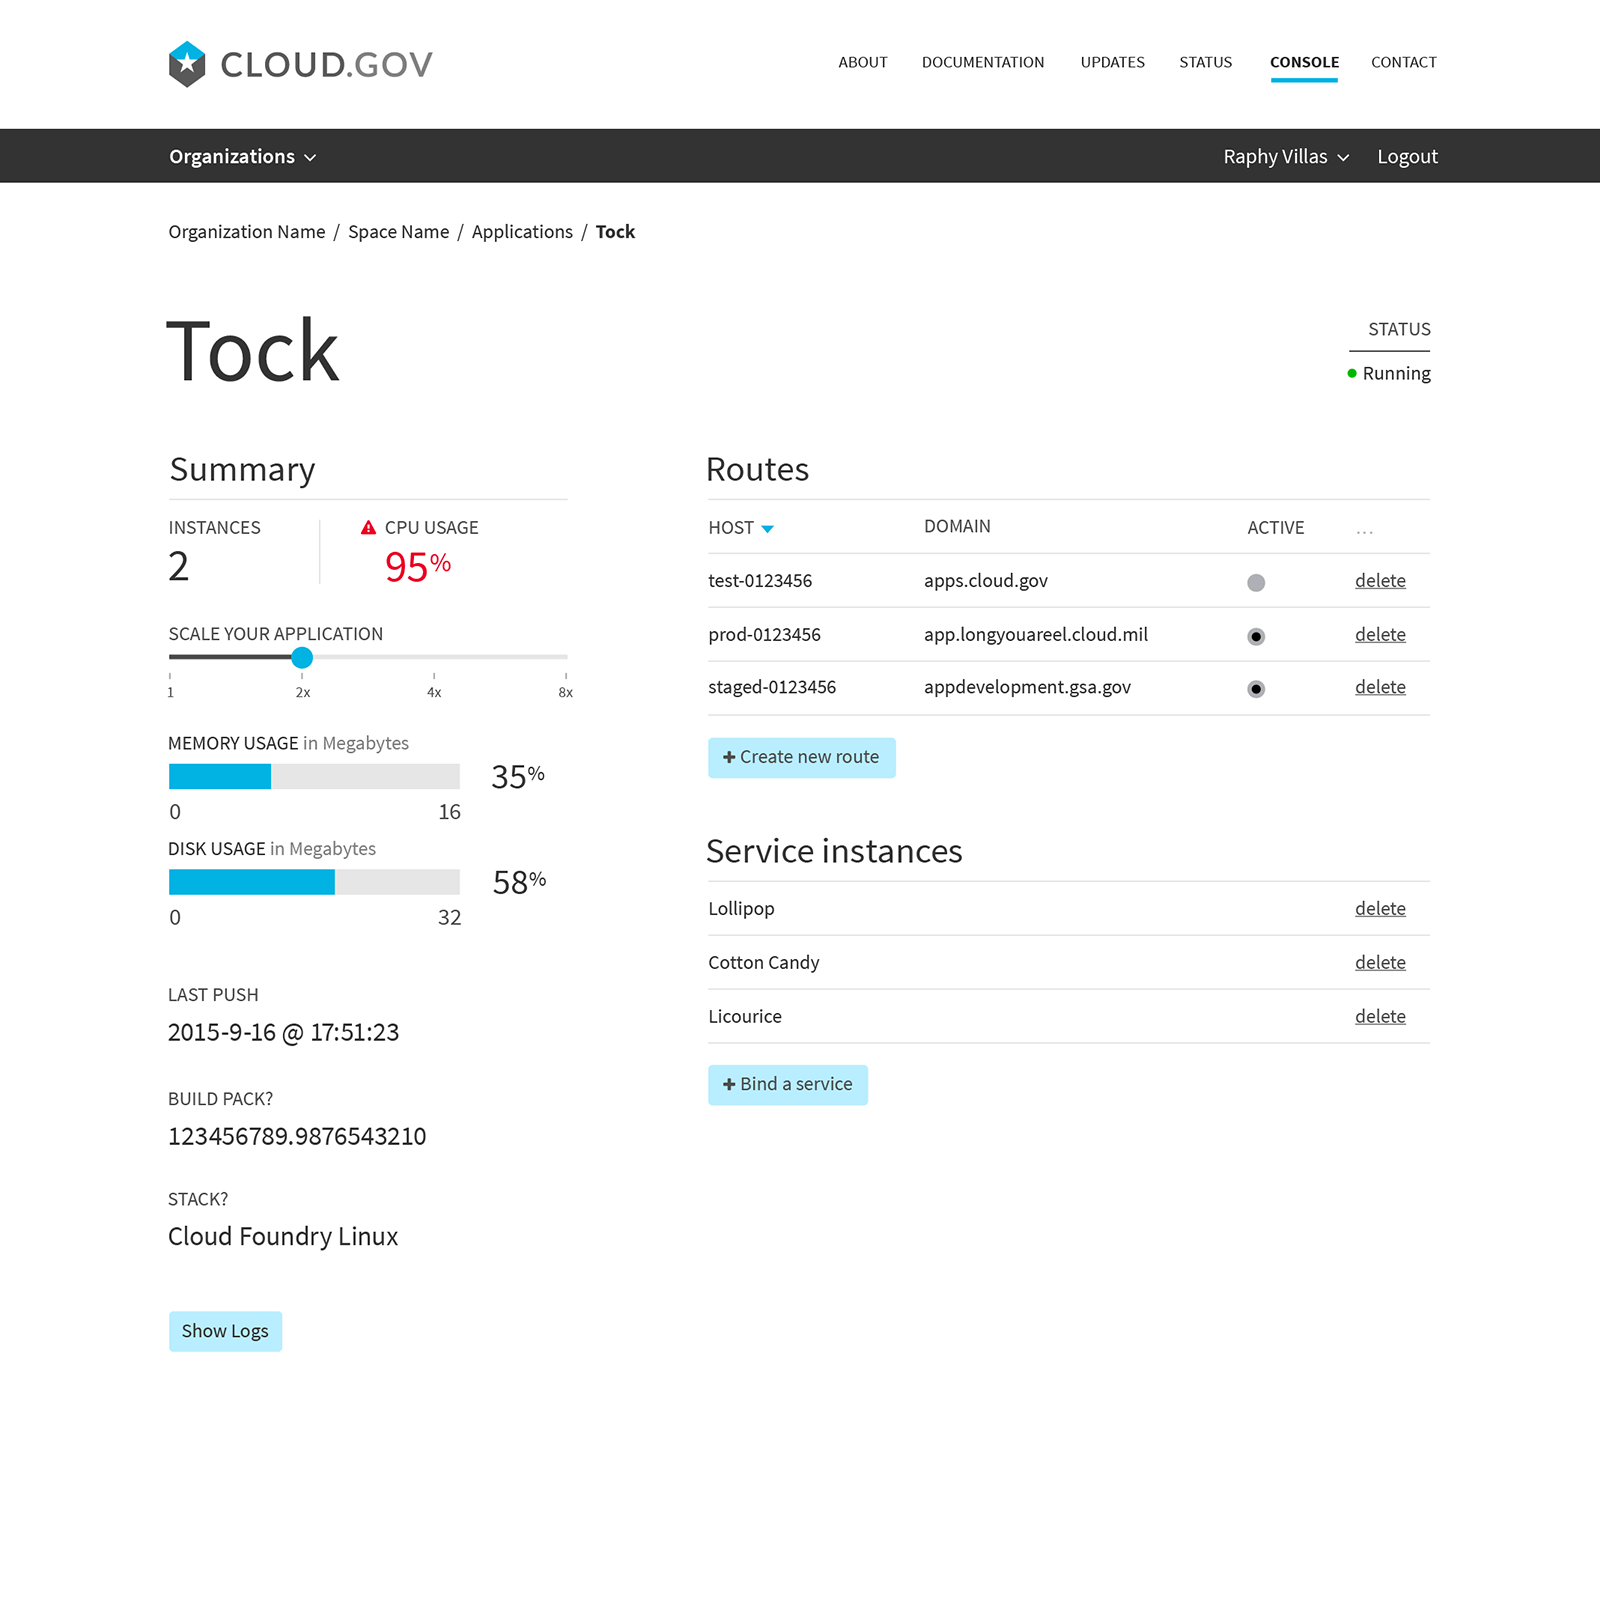 CLOUD.GOV
ABOUT DOCUMENTATION UPDATES STATUS CONSOLE CONTACT
Organizations
Raphy Villas Logout
Organization Name / Space Name / Applications / Tock
Tock
STATUS
Running
Summary
INSTANCES
2
CPU USAGE
95%
SCALE YOUR APPLICATION
1 2x 4x 8x
MEMORY USAGE in Megabytes
35%
0 16
DISK USAGE in Megabytes
58%
0 32
LAST PUSH
2015-9-16 @ 17:51:23
BUILD PACK?
123456789.9876543210
STACK?
Cloud Foundry Linux
Show Logs
Routes
HOST DOMAIN ACTIVE ...
test-0123456 apps.cloud.gov delete
prod-0123456 app.longyouareel.cloud.mil delete
staged-0123456 appdevelopment.gsa.gov delete
+ Create new route
Service instances
Lollipop delete
Cotton Candy delete
Licourice delete
+ Bind a service